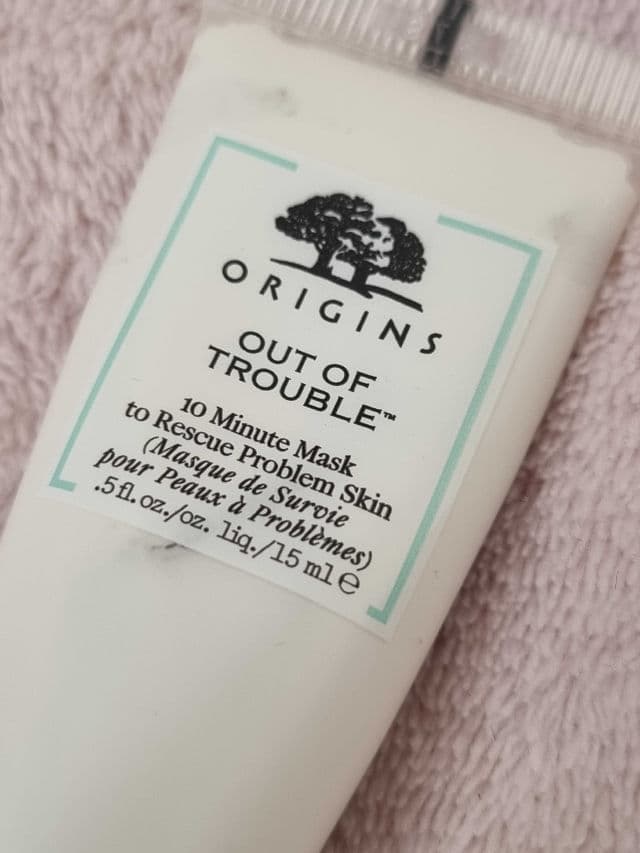 ORIGINS
OUT OF
TROUBLE™
10 Minute Mask
to Rescue Problem Skin
(Masque de Survie
pour Peaux à Problèmes)
.5 fl. oz./oz. liq./15 ml ℮